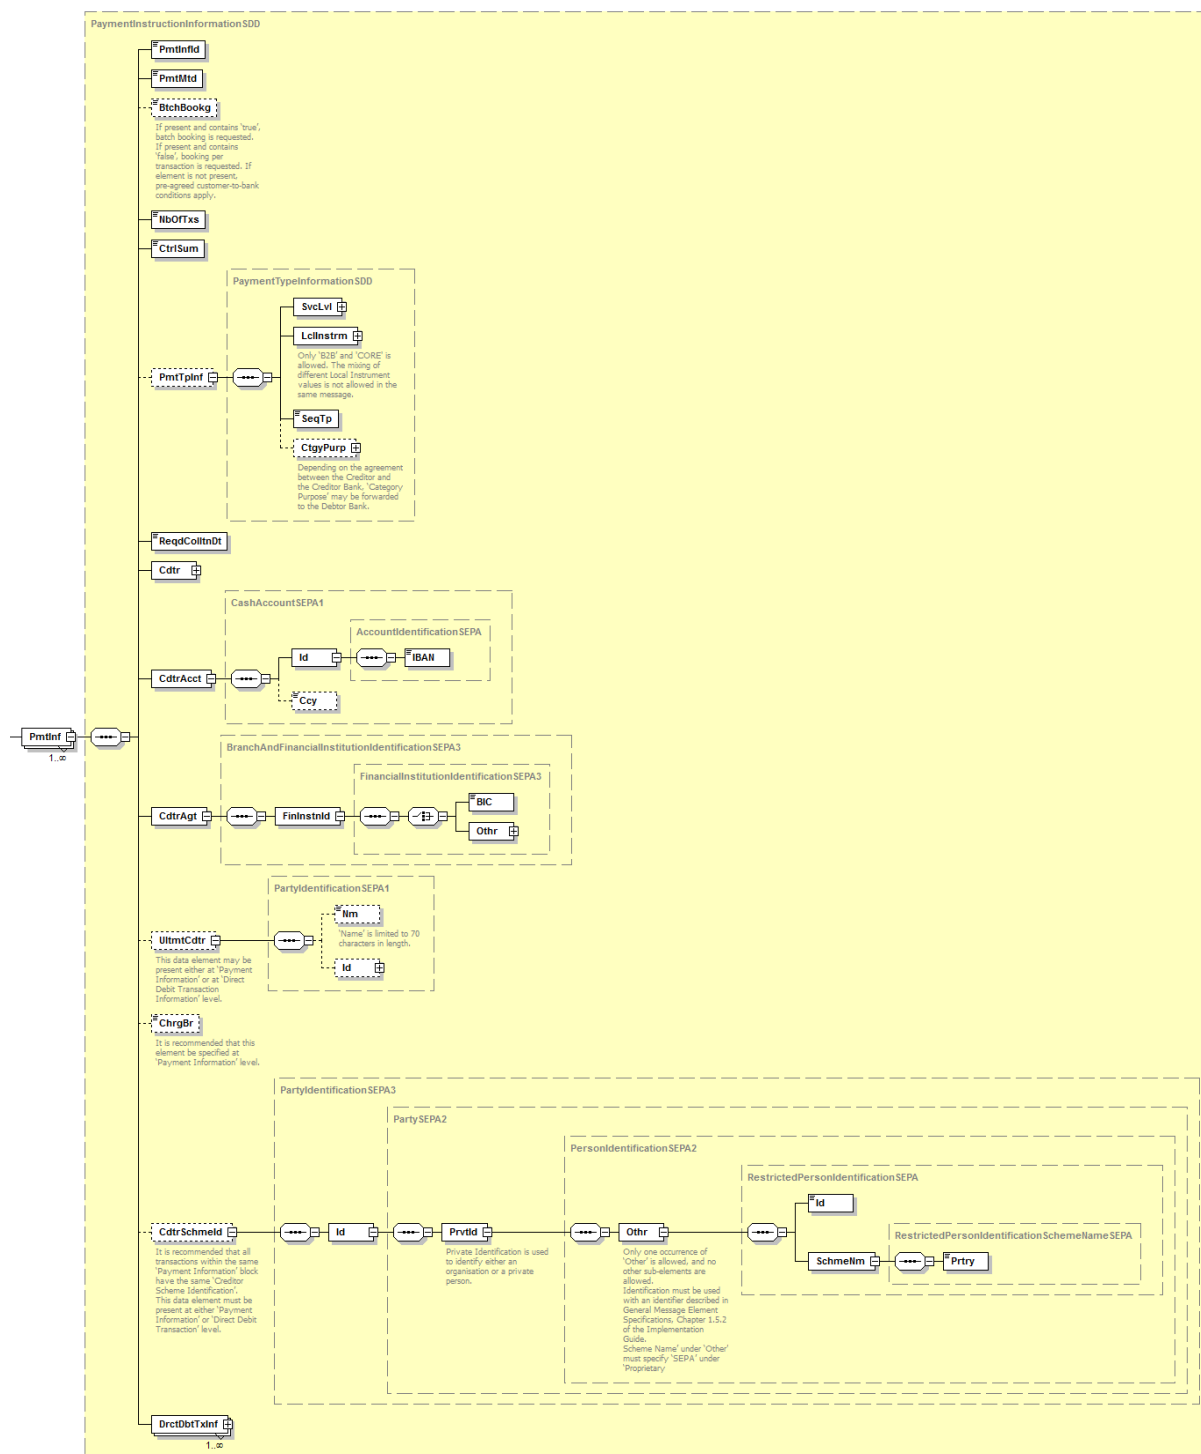 PaymentInstructionInformationSDD
PmtInfId
PmtMtd
BtchBookg
If present and contains 'true',
batch booking is requested.
If present and contains
'false', booking per
transaction is requested. If
element is not present,
pre-agreed customer-to-bank
conditions apply.
NbOfTxs
CtrlSum
PaymentTypeInformationSDD
SvcLvl
LclInstrm
Only 'B2B' and 'CORE' is
allowed. The mixing of
different Local Instrument
values is not allowed in the
same message.
PmtTpInf
SeqTp
CtgyPurp
Depending on the agreement
between the Creditor and
the Creditor Bank, 'Category
Purpose' may be forwarded
to the Debtor Bank.
ReqdColltnDt
Cdtr
CashAccountSEPA1
AccountIdentificationSEPA
Id
IBAN
CdtrAcct
Ccy
PmtInf
1..∞
BranchAndFinancialInstitutionIdentificationSEPA3
FinancialInstitutionIdentificationSEPA3
BIC
CdtrAgt
FinInstnId
Othr
PartyIdentificationSEPA1
Nm
'Name' is limited to 70
characters in length.
UltmtCdtr
This data element may be
present either at 'Payment
Information' or at 'Direct
Debit Transaction
Information' level.
Id
ChrgBr
It is recommended that this
element be specified at
'Payment Information' level.
PartyIdentificationSEPA3
PartySEPA2
PersonIdentificationSEPA2
RestrictedPersonIdentificationSEPA
Id
RestrictedPersonIdentificationSchemeNameSEPA
SchmeNm
Prtry
CdtrSchmeId
It is recommended that all
transactions within the same
'Payment Information' block
have the same 'Creditor
Scheme Identification'.
This data element must be
present at either 'Payment
Information' or 'Direct Debit
Transaction' level.
Id
PrvtId
Private Identification is used
to identify either an
organisation or a private
person.
Othr
Only one occurrence of
'Other' is allowed, and no
other sub-elements are
allowed.
Identification must be used
with an identifier described in
General Message Element
Specifications, Chapter 1.5.2
of the Implementation
Guide.
Scheme Name' under 'Other'
must specify 'SEPA' under
'Proprietary
DrctDbtTxInf
1..∞